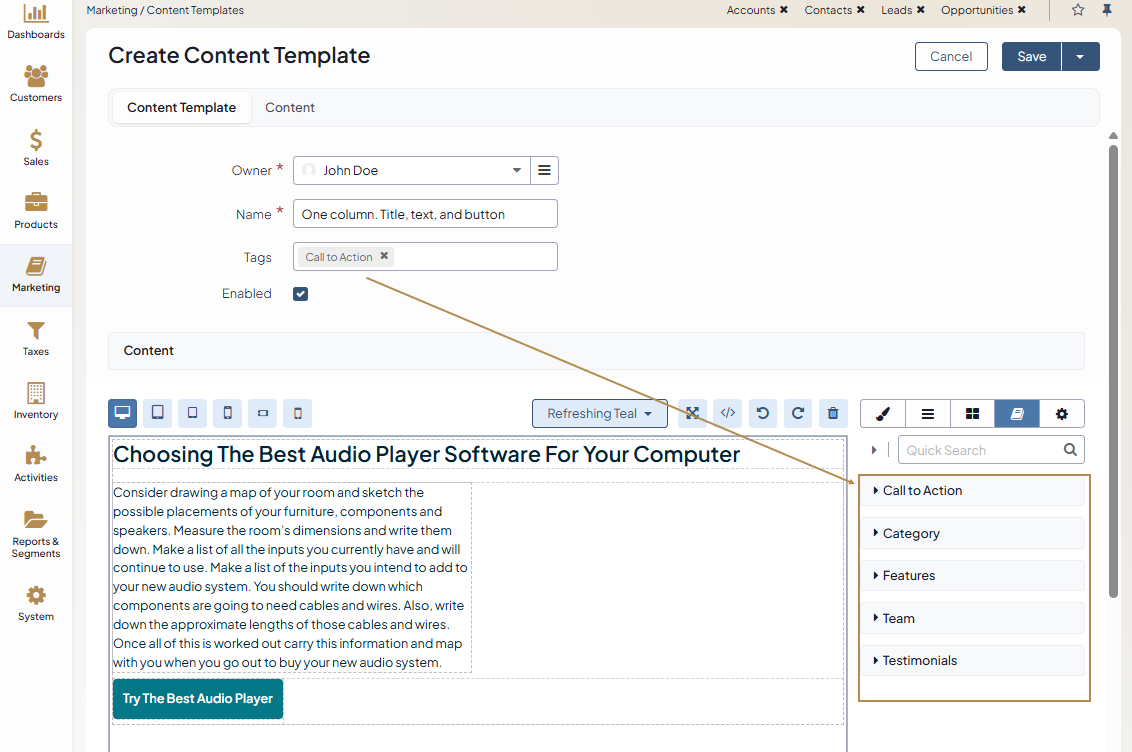 Marketing / Content Templates
Accounts ✖ Contacts ✖ Leads ✖ Opportunities ✖
Dashboards
Customers
Sales
Products
Marketing
Taxes
Inventory
Activities
Reports &
Segments
System
Create Content Template
Cancel
Save
Content Template
Content
Owner *
John Doe
Name *
One column. Title, text, and button
Tags
Call to Action ✖
Enabled
Content
Refreshing Teal
</>
Quick Search
Choosing The Best Audio Player Software For Your Computer
Consider drawing a map of your room and sketch the
possible placements of your furniture, components and
speakers. Measure the room's dimensions and write them
down. Make a list of all the inputs you currently have and will
continue to use. Make a list of the inputs you intend to add to
your new audio system. You should write down which
components are going to need cables and wires. Also, write
down the approximate lengths of those cables and wires.
Once all of this is worked out carry this information and map
with you when you go out to buy your new audio system.
Try The Best Audio Player
Call to Action
Category
Features
Team
Testimonials